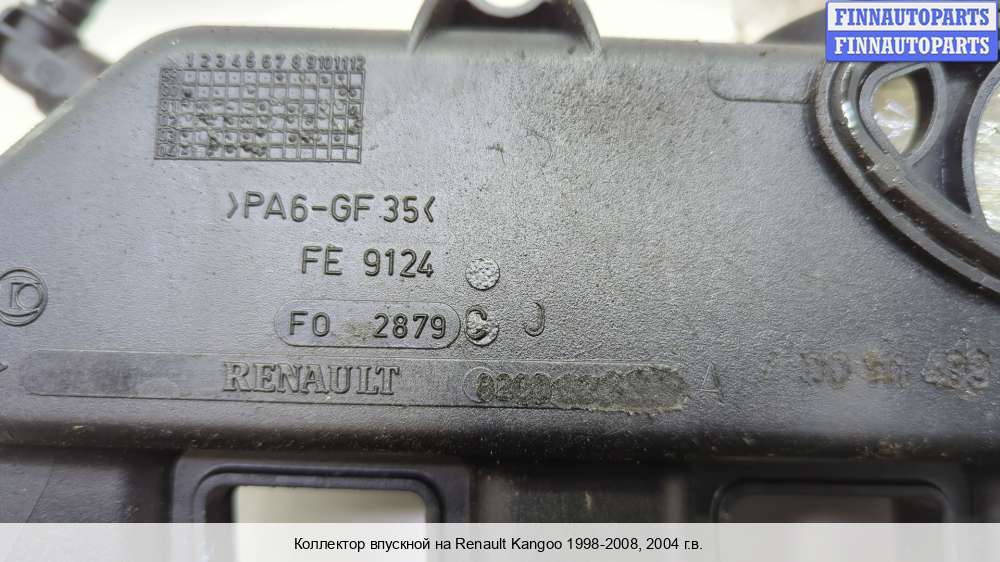 FINNAUTOPARTS
FINNAUTOPARTS
1 2 3 4 5 6 7 8 9 10 11 12
>PA6-GF 35<
FE 9124
FO 2879 C J
RENAULT A
Коллектор впускной на Renault Kangoo 1998-2008, 2004 г.в.